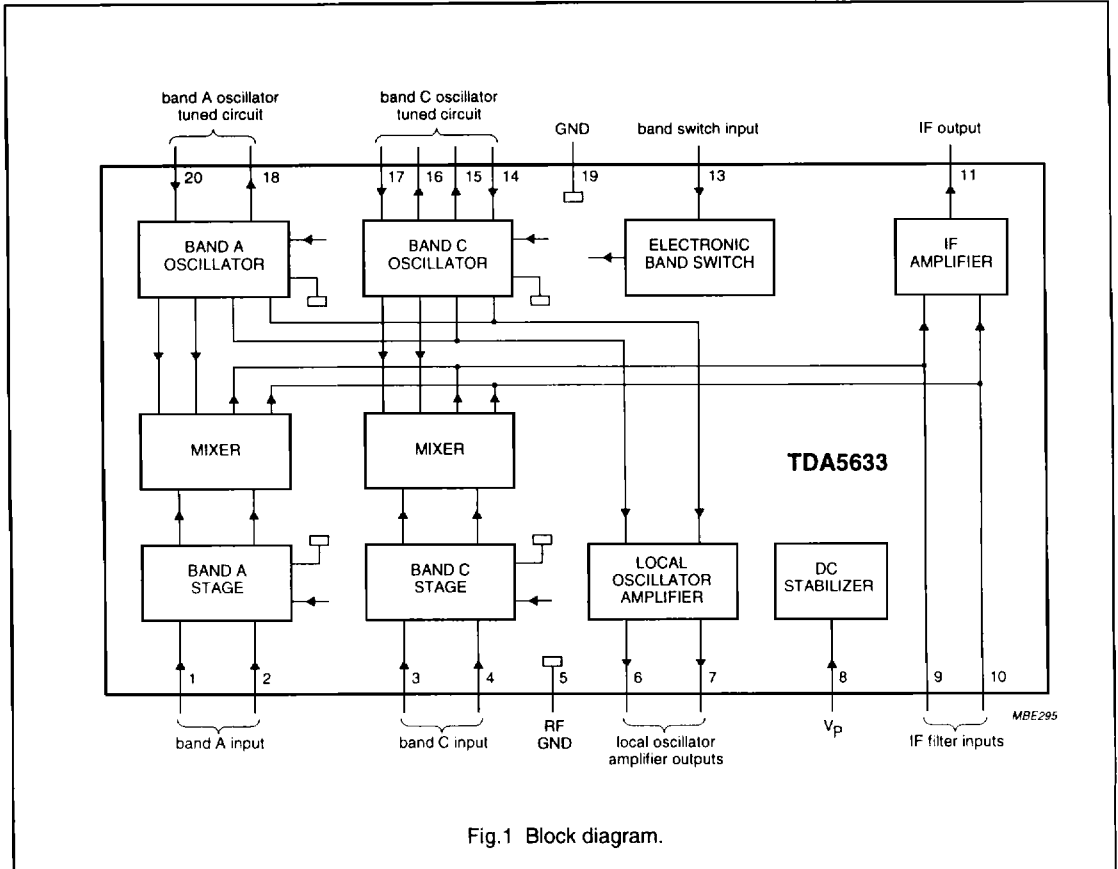 band A oscillator
tuned circuit
band C oscillator
tuned circuit
GND
band switch input
IF output
20
18
17
16
15
14
19
13
11
BAND A
OSCILLATOR
BAND C
OSCILLATOR
ELECTRONIC
BAND SWITCH
IF
AMPLIFIER
MIXER
MIXER
TDA5633
BAND A
STAGE
BAND C
STAGE
LOCAL
OSCILLATOR
AMPLIFIER
DC
STABILIZER
1
2
3
4
5
6
7
8
9
10
band A input
band C input
RF
GND
local oscillator
amplifier outputs
VP
IF filter inputs
MBE295
Fig.1 Block diagram.